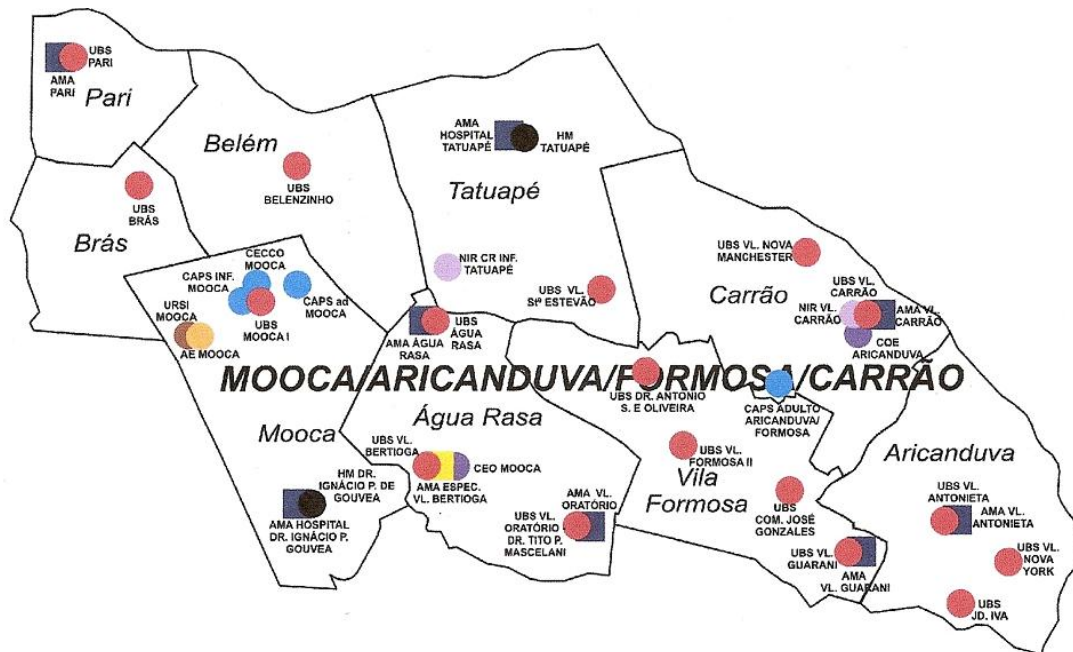 UBS
PARI
AMA
PARI
Pari
Belém
UBS
BELENZINHO
UBS
BRÁS
Brás
AMA
HOSPITAL
TATUAPÉ
HM
TATUAPÉ
Tatuapé
NIR CR INF.
TATUAPÉ
UBS VL.
Stª ESTEVÃO
UBS VL. NOVA
MANCHESTER
Carrão
UBS VL.
CARRÃO
NIR VL.
CARRÃO
AMA VL.
CARRÃO
COE
ARICANDUVA
CECCO
MOOCA
CAPS INF.
MOOCA
CAPS ad
MOOCA
URSI
MOOCA
UBS
MOOCA I
AE MOOCA
UBS
ÁGUA
RASA
AMA ÁGUA
RASA
MOOCA/ARICANDUVA/FORMOSA/CARRÃO
UBS DR. ANTONIO
S. E OLIVEIRA
CAPS ADULTO
ARICANDUVA/
FORMOSA
Mooca
Água Rasa
UBS VL.
BERTIOGA
CEO MOOCA
AMA ESPEC.
VL. BERTIOGA
HM DR.
IGNÁCIO P. DE
GOUVEA
AMA HOSPITAL
DR. IGNÁCIO P.
GOUVEA
AMA VL.
ORATÓRIO
UBS VL.
ORATÓRIO
DR. TITO P.
MASCELANI
UBS VL.
FORMOSA II
Vila
Formosa
UBS
COM. JOSÉ
GONZALES
UBS VL.
GUARANI
AMA
VL. GUARANI
Aricanduva
UBS VL.
ANTONIETA
AMA VL.
ANTONIETA
UBS VL.
NOVA
YORK
UBS
JD. IVA